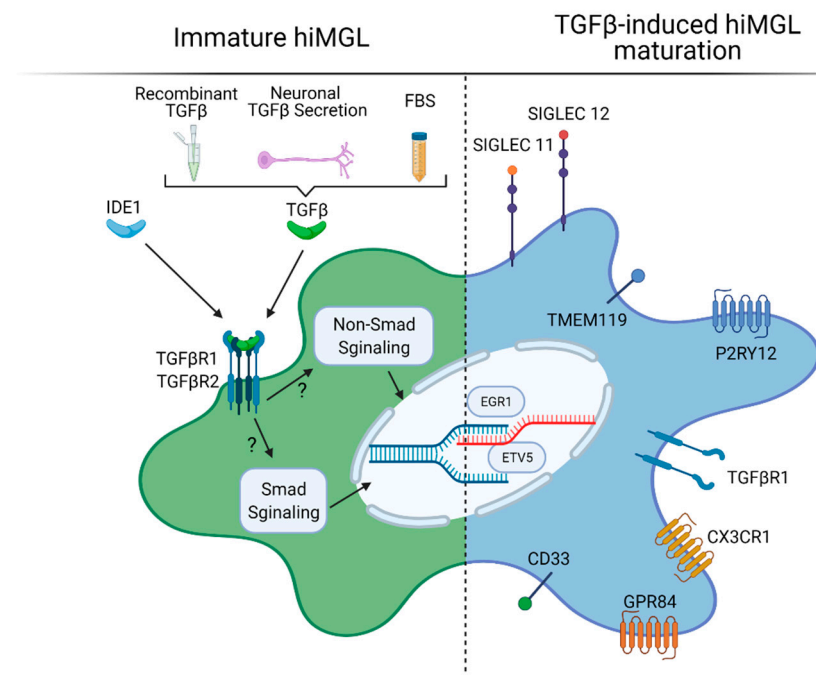 Immature hiMGL
TGFβ-induced hiMGL
maturation
Recombinant
TGFβ
Neuronal
TGFβ Secretion
FBS
IDE1
TGFβ
SIGLEC 11
SIGLEC 12
TMEM119
P2RY12
TGFβR1
TGFβR2
Non-Smad
Sginaling
?
?
Smad
Sginaling
EGR1
ETV5
TGFβR1
CX3CR1
CD33
GPR84